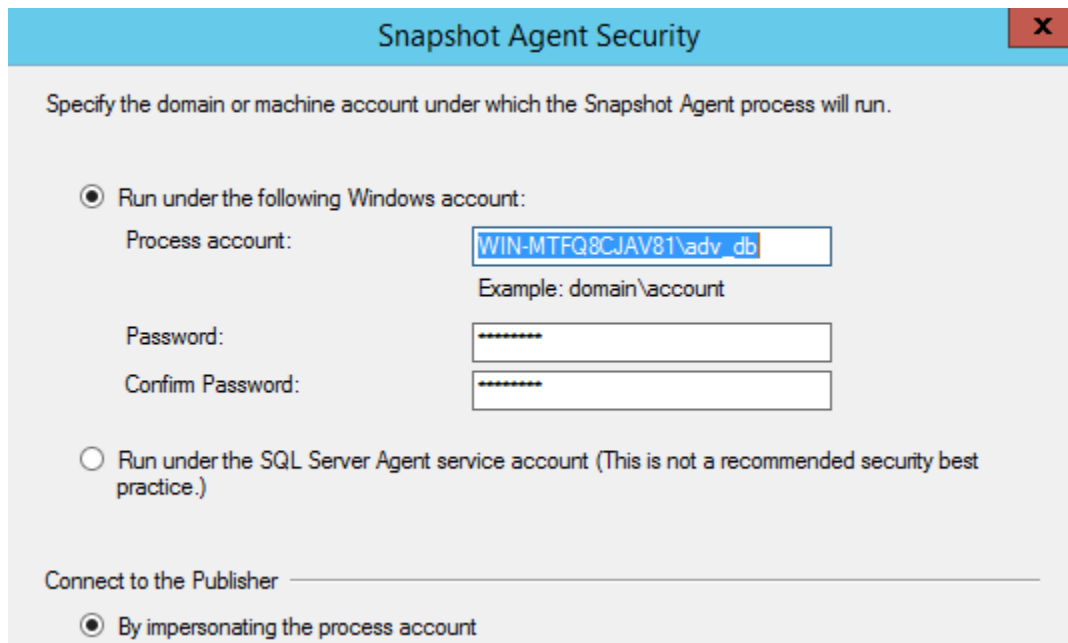 Snapshot Agent Security
x
Specify the domain or machine account under which the Snapshot Agent process will run.
Run under the following Windows account:
Process account:
WIN-MTFQ8CJAV81\adv_db
Example: domain\account
Password:
********
Confirm Password:
********
Run under the SQL Server Agent service account (This is not a recommended security best
practice.)
Connect to the Publisher
By impersonating the process account